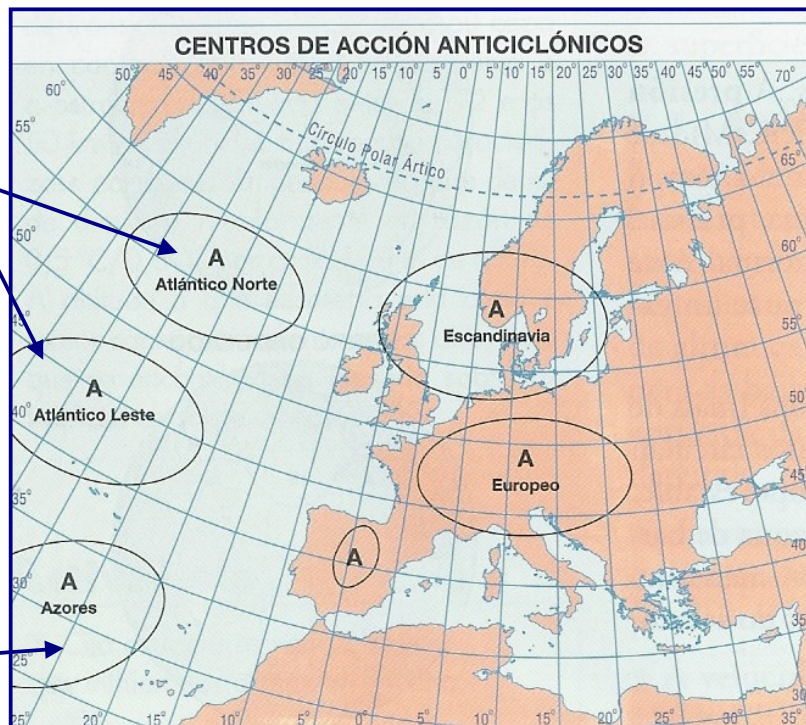 CENTROS DE ACCIÓN ANTICICLÓNICOS
60° 50° 45° 40° 35° 30° 25° 20° 15° 10° 5° 0° 5° 10° 15° 20° 25° 30° 35° 40° 45° 50° 55° 70°
55°
Círculo Polar Ártico
65°
50°
60°
A
Atlántico Norte
45°
55°
A
Escandinavia
A
Atlántico Leste
40°
50°
35°
A
Europeo
45°
A
40°
30°
A
Azores
35°
25°
25° 20° 15° 10° 5° 0° 5° 10° 15° 20° 25° 30° 35°